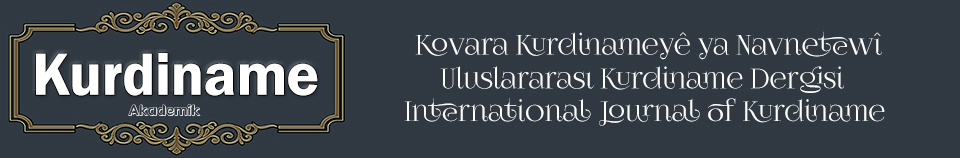 Kurdiname
Akademik
Kovara Kurdinameyê ya Navnetewî
Uluslararası Kurdiname Dergisi
International Journal of Kurdiname